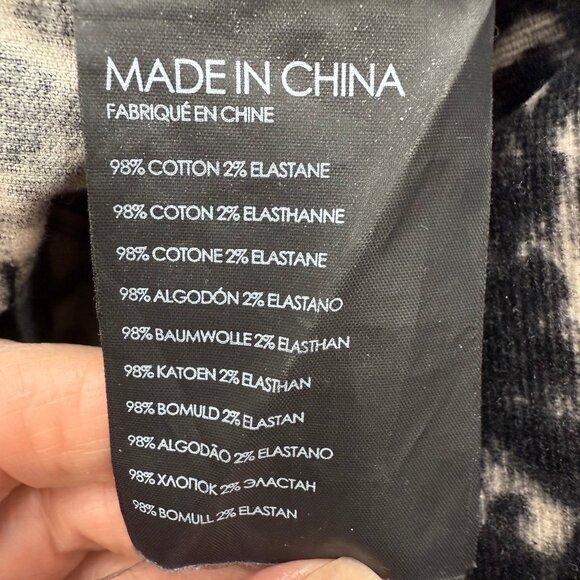 MADE IN CHINA
FABRIQUÉ EN CHINE
98% COTTON 2% ELASTANE
98% COTON 2% ELASTHANNE
98% COTONE 2% ELASTANE
98% ALGODÓN 2% ELASTANO
98% BAUMWOLLE 2% ELASTHAN
98% KATOEN 2% ELASTHAN
98% BOMULD 2% ELASTAN
98% ALGODÃO 2% ELASTANO
98% ХЛОПОК 2% ЭЛАСТАН
98% BOMULL 2% ELASTAN